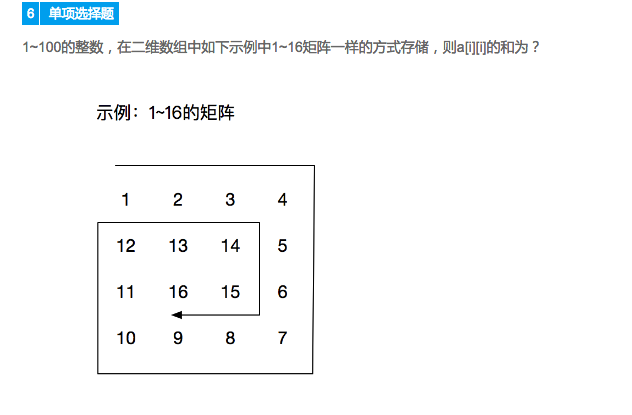 6 单项选择题
1~100的整数，在二维数组中如下示例中1~16矩阵一样的方式存储，则a[i][i]的和为？
示例：1~16的矩阵
1 2 3 4
12 13 14 5
11 16 15 6
10 9 8 7